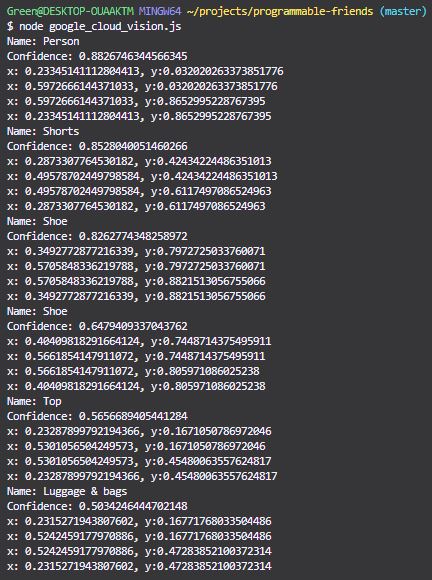 Green@DESKTOP-OUAAKTM MINGW64 ~/projects/programmable-friends (master)
$ node google_cloud_vision.js
Name: Person
Confidence: 0.8826746344566345
x: 0.23345141112804413, y:0.032020263373851776
x: 0.5972666144371033, y:0.032020263373851776
x: 0.5972666144371033, y:0.8652995228767395
x: 0.23345141112804413, y:0.8652995228767395
Name: Shorts
Confidence: 0.8528040051460266
x: 0.2873307764530182, y:0.42434224486351013
x: 0.49578702449798584, y:0.42434224486351013
x: 0.49578702449798584, y:0.6117497086524963
x: 0.2873307764530182, y:0.6117497086524963
Name: Shoe
Confidence: 0.8262774348258972
x: 0.3492772877216339, y:0.7972725033760071
x: 0.5705848336219788, y:0.7972725033760071
x: 0.5705848336219788, y:0.8821513056755066
x: 0.3492772877216339, y:0.8821513056755066
Name: Shoe
Confidence: 0.6479409337043762
x: 0.40409818291664124, y:0.7448714375495911
x: 0.5661854147911072, y:0.7448714375495911
x: 0.5661854147911072, y:0.805971086025238
x: 0.40409818291664124, y:0.805971086025238
Name: Top
Confidence: 0.5656689405441284
x: 0.23287899792194366, y:0.1671050786972046
x: 0.5301056504249573, y:0.1671050786972046
x: 0.5301056504249573, y:0.45480063557624817
x: 0.23287899792194366, y:0.45480063557624817
Name: Luggage & bags
Confidence: 0.5034246444702148
x: 0.2315271943807602, y:0.16771768033504486
x: 0.5242459177970886, y:0.16771768033504486
x: 0.5242459177970886, y:0.47283852100372314
x: 0.2315271943807602, y:0.47283852100372314